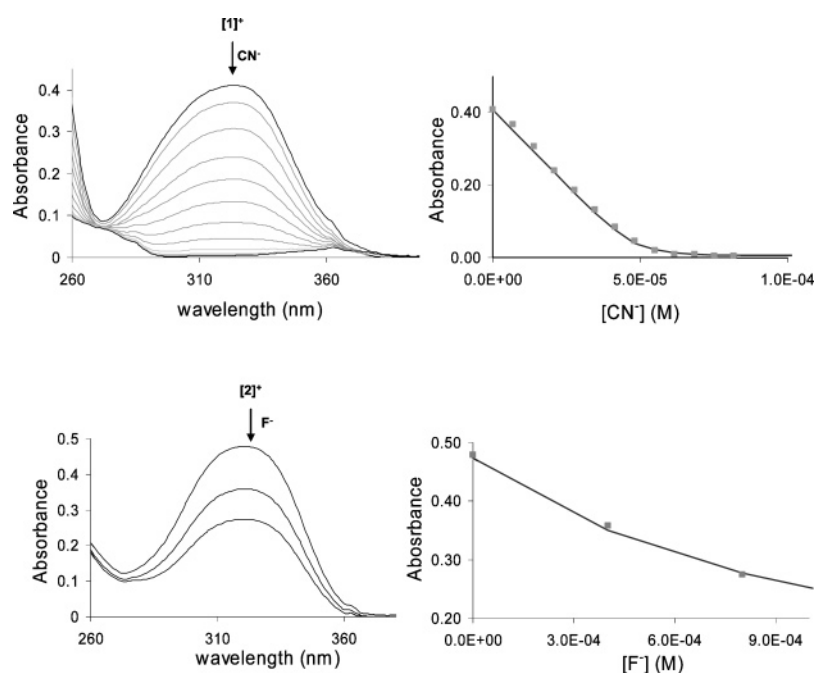 [1]⁺
CN⁻
0.4
0.3
0.2
0.1
0
Absorbance
260 310 360
wavelength (nm)
0.40
0.20
0.00
Absorbance
0.0E+00 5.0E-05 1.0E-04
[CN⁻] (M)
[2]⁺
F⁻
0.5
0.4
0.3
0.2
0.1
0
Absorbance
260 310 360
wavelength (nm)
0.50
0.40
0.30
0.20
Abosrbance
0.0E+00 3.0E-04 6.0E-04 9.0E-04
[F⁻] (M)